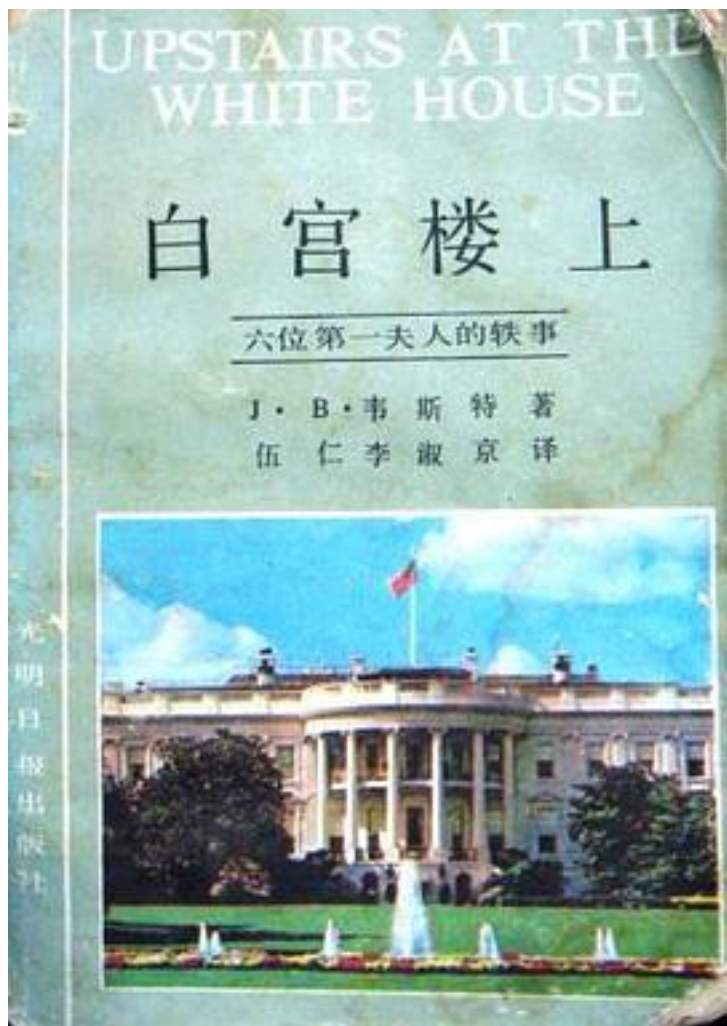 UPSTAIRS AT THE
WHITE HOUSE
白宫楼上
六位第一夫人的轶事
J·B·韦斯特著
伍仁李淑京译
光明日报出版社